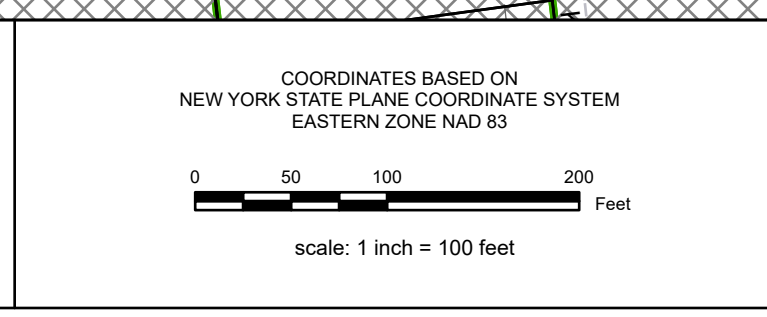 COORDINATES BASED ON
NEW YORK STATE PLANE COORDINATE SYSTEM
EASTERN ZONE NAD 83
0 50 100 200
Feet
scale: 1 inch = 100 feet